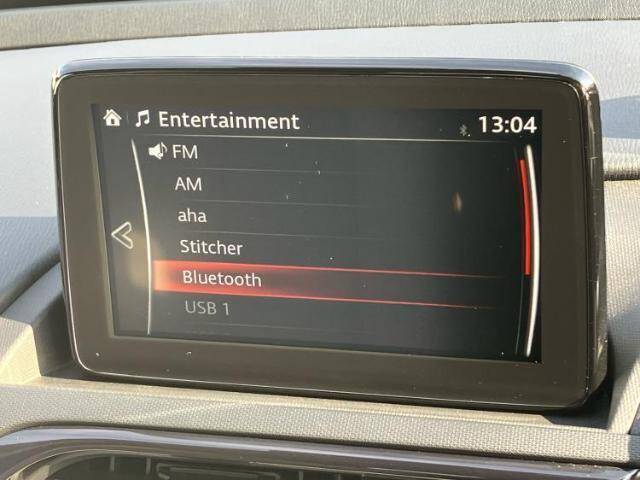 Entertainment 13:04
FM
AM
aha
Stitcher
Bluetooth
USB 1